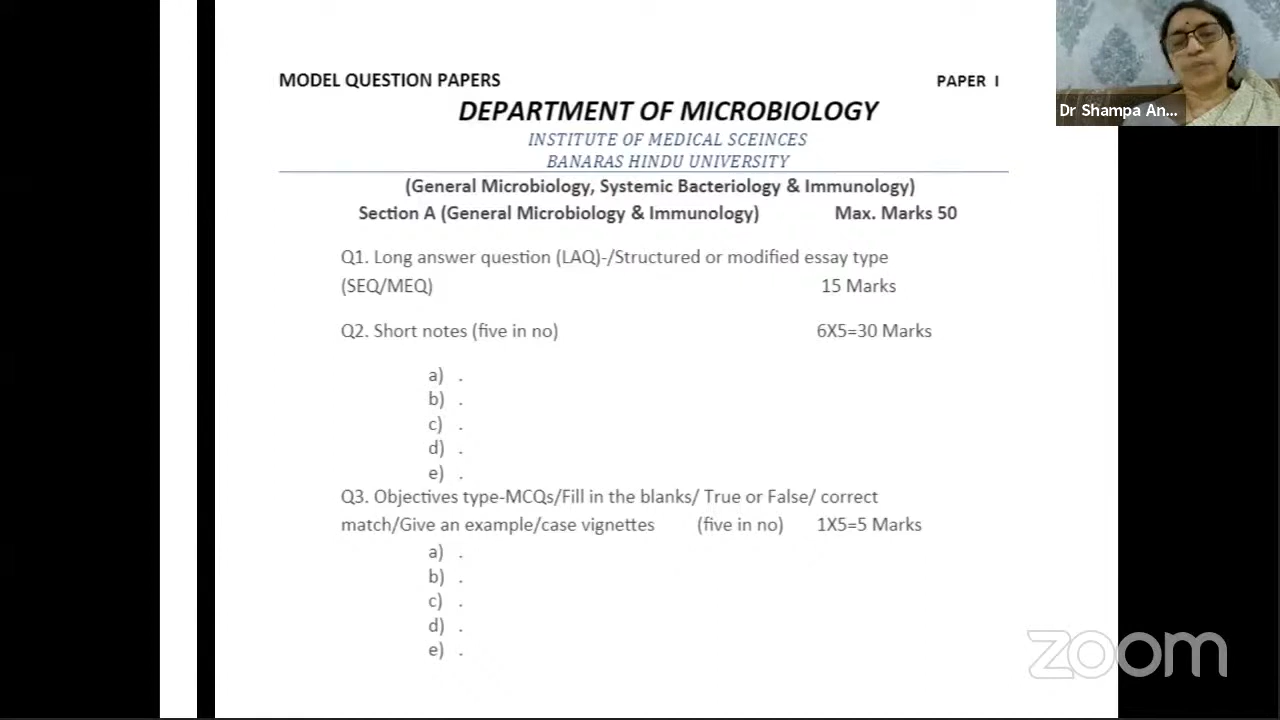 MODEL QUESTION PAPERS PAPER I
DEPARTMENT OF MICROBIOLOGY
INSTITUTE OF MEDICAL SCEINCES
BANARAS HINDU UNIVERSITY
(General Microbiology, Systemic Bacteriology & Immunology)
Section A (General Microbiology & Immunology) Max. Marks 50
Q1. Long answer question (LAQ)-/Structured or modified essay type
(SEQ/MEQ) 15 Marks
Q2. Short notes (five in no) 6X5=30 Marks
a) .
b) .
c) .
d) .
e) .
Q3. Objectives type-MCQs/Fill in the blanks/ True or False/ correct
match/Give an example/case vignettes (five in no) 1X5=5 Marks
a) .
b) .
c) .
d) .
e) .
Dr Shampa An...
zoom